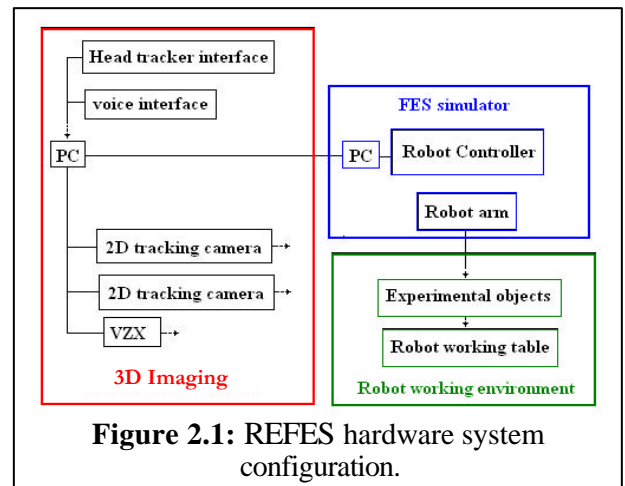 Head tracker interface
voice interface
PC
2D tracking camera
2D tracking camera
VZX
3D Imaging
FES simulator
PC
Robot Controller
Robot arm
Experimental objects
Robot working table
Robot working environment
Figure 2.1: REFES hardware system
configuration.